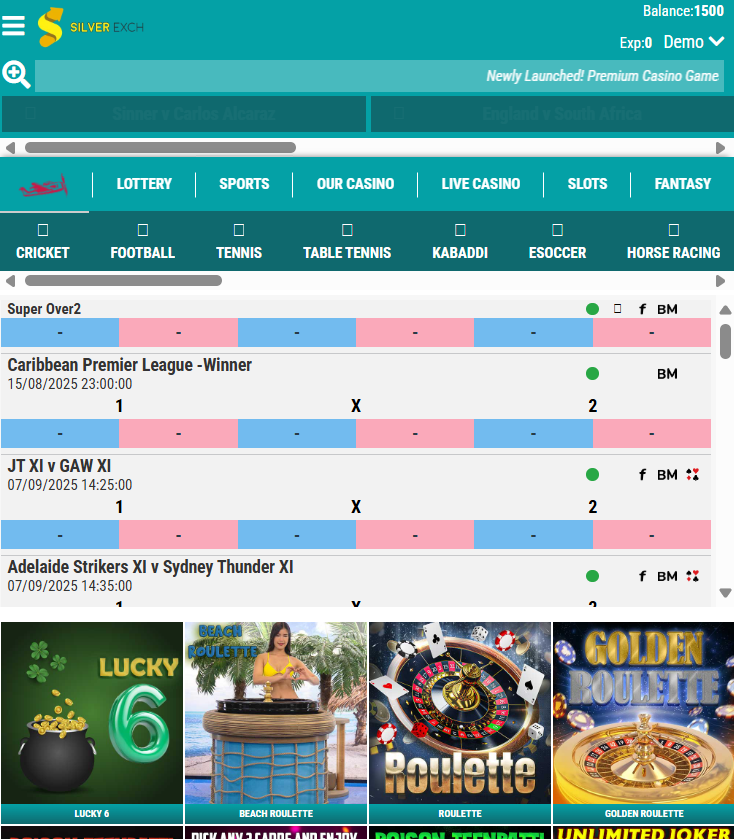 Balance:1500
SILVER EXCH
Exp:0 Demo
Newly Launched! Premium Casino Game
Sinner v Carlos Alcaraz England v South Africa
LOTTERY SPORTS OUR CASINO LIVE CASINO SLOTS FANTASY
CRICKET FOOTBALL TENNIS TABLE TENNIS KABADDI ESOCCER HORSE RACING
Super Over2 f BM
- - - - - -
Caribbean Premier League -Winner
BM
15/08/2025 23:00:00
1 X 2
- - - - - -
JT XI v GAW XI
f BM
07/09/2025 14:25:00
1 X 2
- - - - - -
Adelaide Strikers XI v Sydney Thunder XI
f BM
07/09/2025 14:35:00
1 X 2
LUCKY
6
BEACH
ROULETTE
Roulette
GOLDEN
ROULETTE
LUCKY 6 BEACH ROULETTE ROULETTE GOLDEN ROULETTE
PICK ANY 3 CARDS AND ENJOY
POISON TEENPATTI
UNLIMITED JOKER